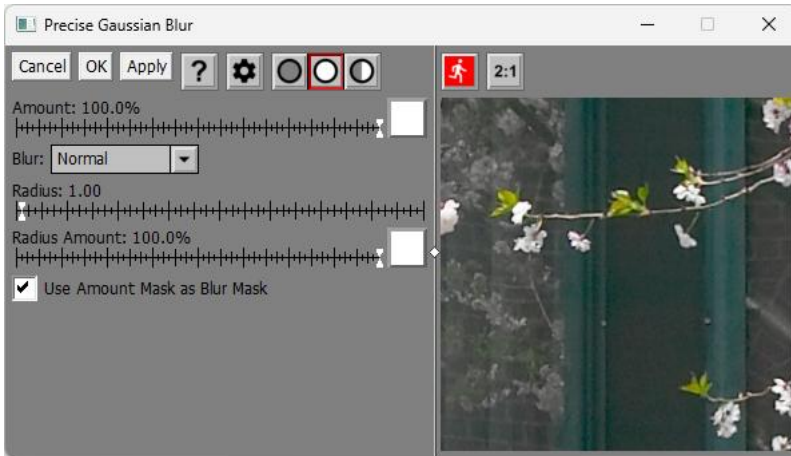 Precise Gaussian Blur
Cancel OK Apply ? 2:1
Amount: 100.0%
Blur: Normal
Radius: 1.00
Radius Amount: 100.0%
Use Amount Mask as Blur Mask